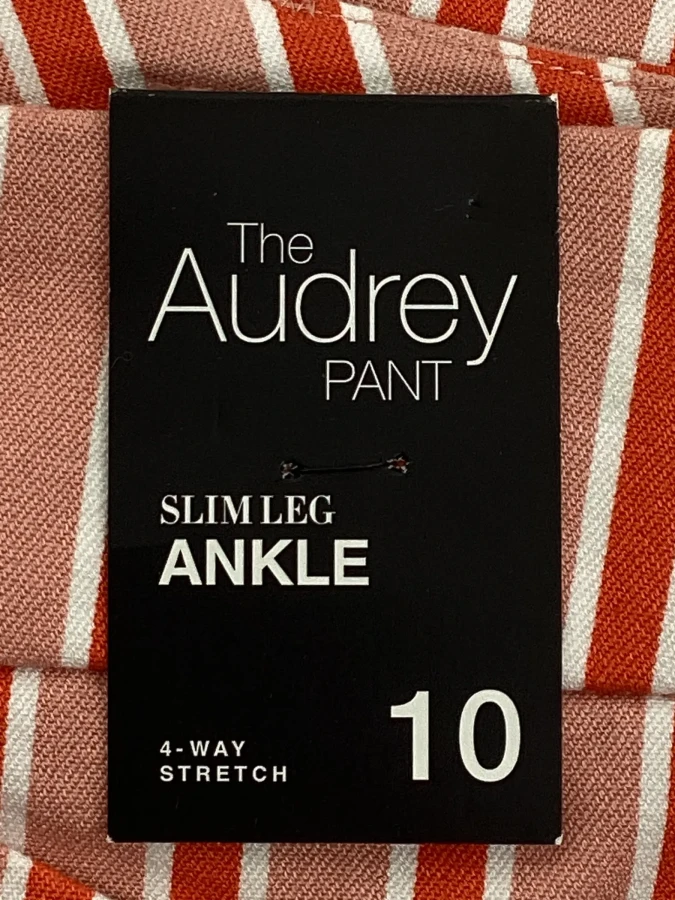 The
Audrey
PANT
SLIM LEG
ANKLE
4-WAY
STRETCH
10